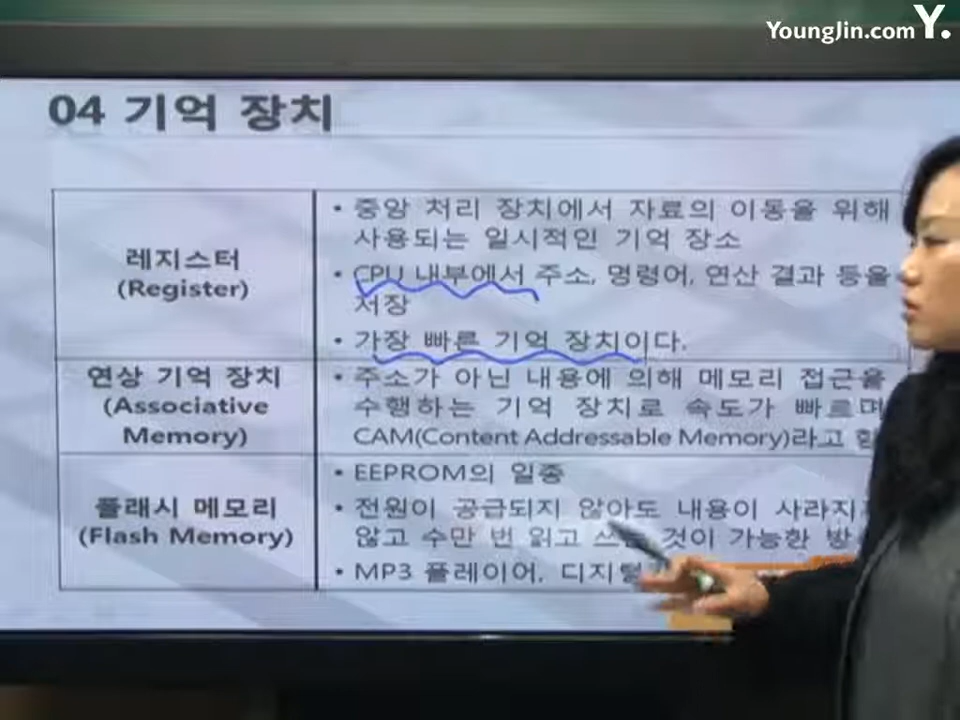 YoungJin.com Y.
04 기억 장치
레지스터
(Register)
• 중앙 처리 장치에서 자료의 이동을 위해
사용되는 일시적인 기억 장소
• CPU 내부에서 주소, 명령어, 연산 결과 등을
저장
• 가장 빠른 기억 장치이다.
연상 기억 장치
(Associative
Memory)
• 주소가 아닌 내용에 의해 메모리 접근을
수행하는 기억 장치로 속도가 빠르며
CAM(Content Addressable Memory)라고 함
플래시 메모리
(Flash Memory)
• EEPROM의 일종
• 전원이 공급되지 않아도 내용이 사라지지
않고 수만 번 읽고 쓰는 것이 가능한
• MP3 플레이어, 디지털